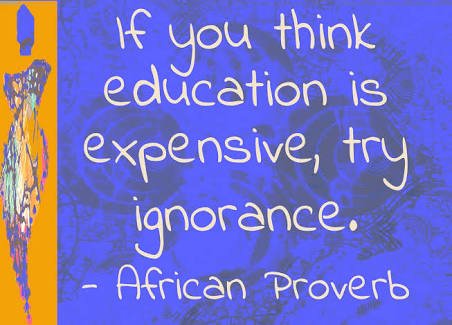 If you think
education is
expensive, try
ignorance.
- African Proverb